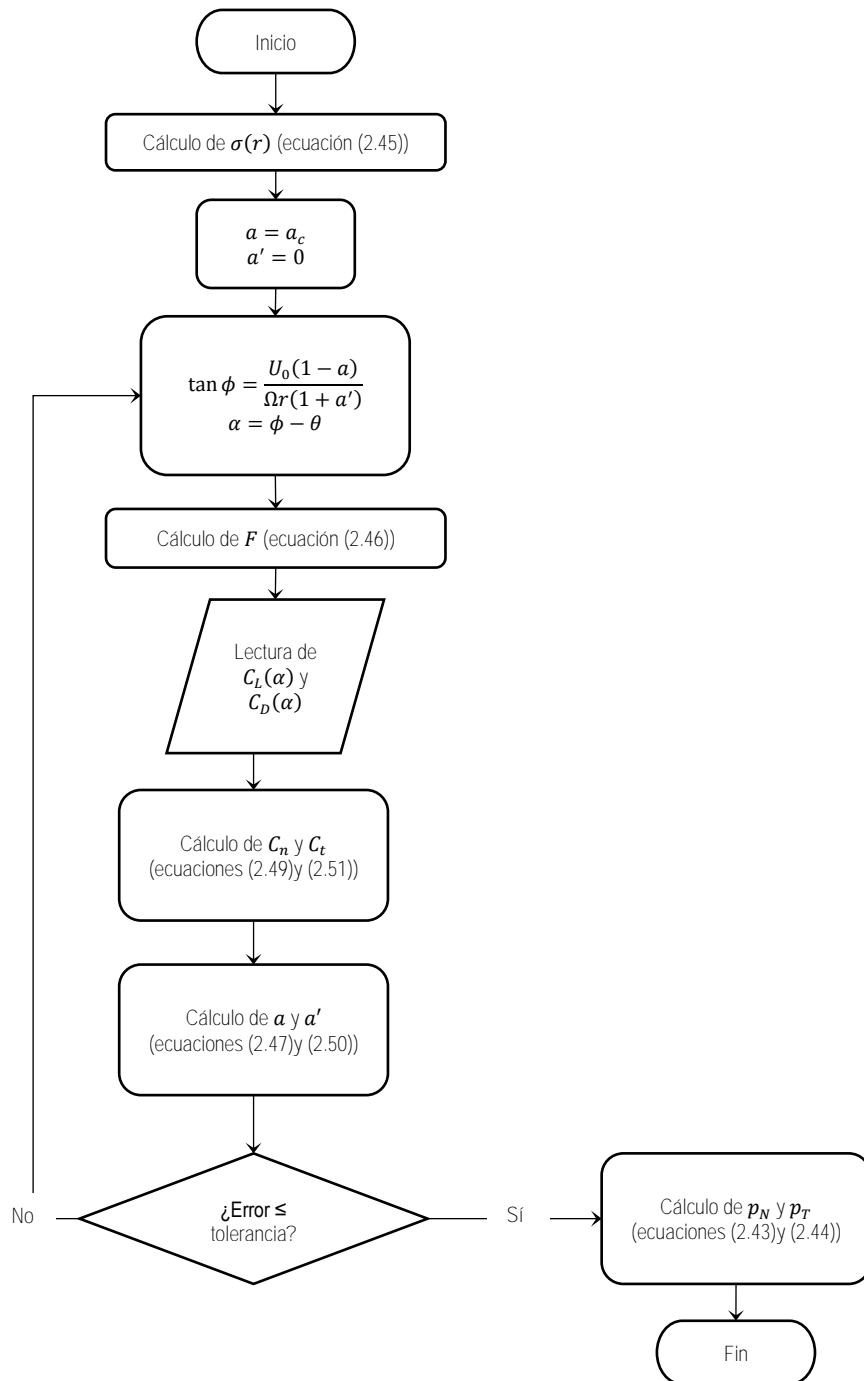 Inicio
Cálculo de σ(r) (ecuación (2.45))
a = a_c
a′ = 0
tan ϕ = U_0(1 − a) / Ωr(1 + a′)
α = ϕ − θ
Cálculo de F (ecuación (2.46))
Lectura de
C_L(α) y
C_D(α)
Cálculo de C_n y C_t
(ecuaciones (2.49)y (2.51))
Cálculo de a y a′
(ecuaciones (2.47)y (2.50))
¿Error ≤
tolerancia?
No
Sí
Cálculo de p_N y p_T
(ecuaciones (2.43)y (2.44))
Fin